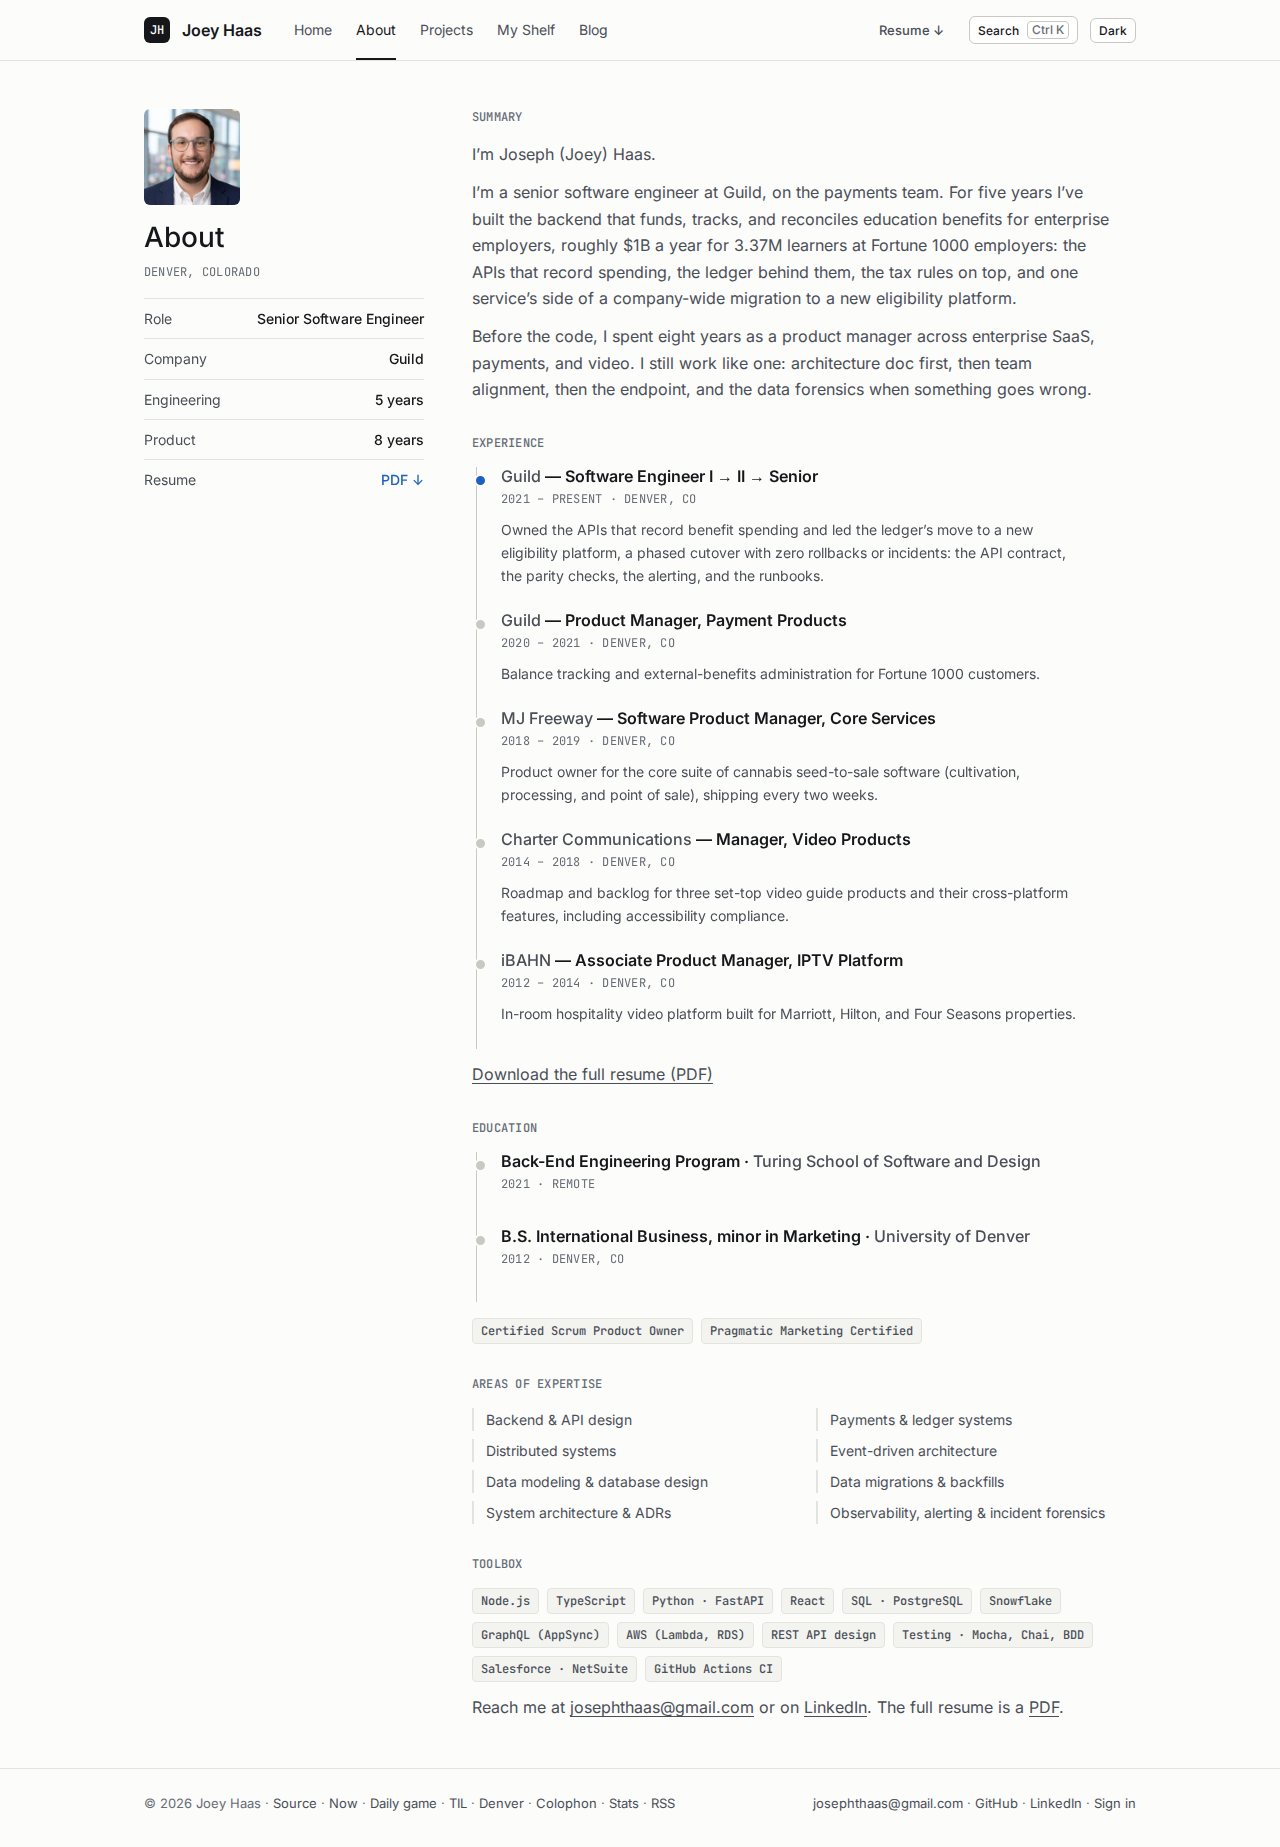 JH Joey Haas Home About Projects My Shelf Blog Resume ↓ Search Ctrl K Dark
About
DENVER, COLORADO
Role Senior Software Engineer
Company Guild
Engineering 5 years
Product 8 years
Resume PDF ↓
SUMMARY
I’m Joseph (Joey) Haas.
I’m a senior software engineer at Guild, on the payments team. For five years I’ve
built the backend that funds, tracks, and reconciles education benefits for enterprise
employers, roughly $1B a year for 3.37M learners at Fortune 1000 employers: the
APIs that record spending, the ledger behind them, the tax rules on top, and one
service’s side of a company-wide migration to a new eligibility platform.
Before the code, I spent eight years as a product manager across enterprise SaaS,
payments, and video. I still work like one: architecture doc first, then team
alignment, then the endpoint, and the data forensics when something goes wrong.
EXPERIENCE
Guild — Software Engineer I → II → Senior
2021 – PRESENT · DENVER, CO
Owned the APIs that record benefit spending and led the ledger’s move to a new
eligibility platform, a phased cutover with zero rollbacks or incidents: the API contract,
the parity checks, the alerting, and the runbooks.
Guild — Product Manager, Payment Products
2020 – 2021 · DENVER, CO
Balance tracking and external-benefits administration for Fortune 1000 customers.
MJ Freeway — Software Product Manager, Core Services
2018 – 2019 · DENVER, CO
Product owner for the core suite of cannabis seed-to-sale software (cultivation,
processing, and point of sale), shipping every two weeks.
Charter Communications — Manager, Video Products
2014 – 2018 · DENVER, CO
Roadmap and backlog for three set-top video guide products and their cross-platform
features, including accessibility compliance.
iBAHN — Associate Product Manager, IPTV Platform
2012 – 2014 · DENVER, CO
In-room hospitality video platform built for Marriott, Hilton, and Four Seasons properties.
Download the full resume (PDF)
EDUCATION
Back-End Engineering Program · Turing School of Software and Design
2021 · REMOTE
B.S. International Business, minor in Marketing · University of Denver
2012 · DENVER, CO
Certified Scrum Product Owner Pragmatic Marketing Certified
AREAS OF EXPERTISE
Backend & API design Payments & ledger systems
Distributed systems Event-driven architecture
Data modeling & database design Data migrations & backfills
System architecture & ADRs Observability, alerting & incident forensics
TOOLBOX
Node.js TypeScript Python · FastAPI React SQL · PostgreSQL Snowflake
GraphQL (AppSync) AWS (Lambda, RDS) REST API design Testing · Mocha, Chai, BDD
Salesforce · NetSuite GitHub Actions CI
Reach me at josephthaas@gmail.com or on LinkedIn. The full resume is a PDF.
© 2026 Joey Haas · Source · Now · Daily game · TIL · Denver · Colophon · Stats · RSS josephthaas@gmail.com · GitHub · LinkedIn · Sign in